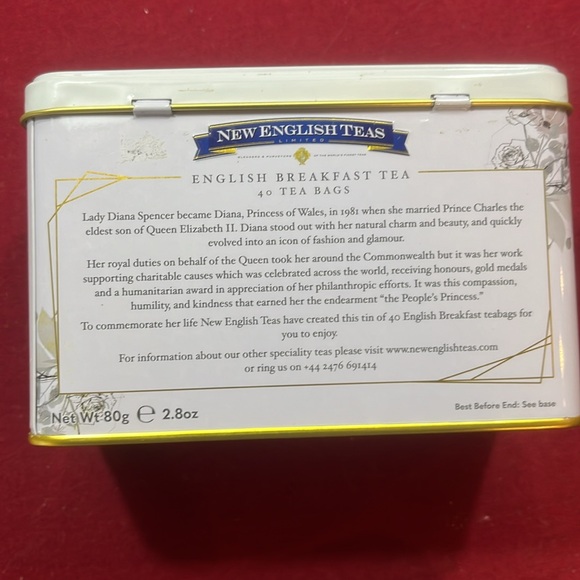 NEW ENGLISH TEAS
LIMITED
ENGLISH BREAKFAST TEA
40 TEA BAGS
Lady Diana Spencer became Diana, Princess of Wales, in 1981 when she married Prince Charles the
eldest son of Queen Elizabeth II. Diana stood out with her natural charm and beauty, and quickly
evolved into an icon of fashion and glamour.
Her royal duties on behalf of the Queen took her around the Commonwealth but it was her work
supporting charitable causes which was celebrated across the world, receiving honours, gold medals
and a humanitarian award in appreciation of her philanthropic efforts. It was this compassion,
humility, and kindness that earned her the endearment “the People's Princess.”
To commemorate her life New English Teas have created this tin of 40 English Breakfast teabags for
you to enjoy.
For information about our other speciality teas please visit www.newenglishteas.com
or ring us on +44 2476 691414
Net Wt 80g ℮ 2.8oz
Best Before End: See base